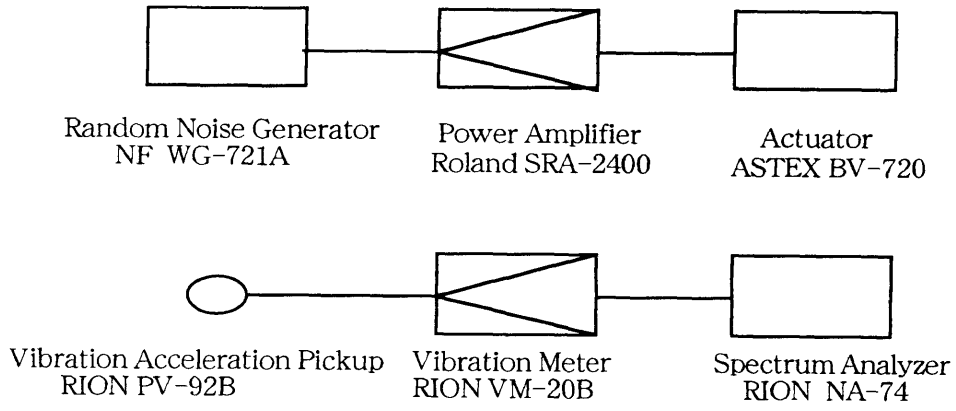 Random Noise Generator
NF WG-721A
Power Amplifier
Roland SRA-2400
Actuator
ASTEX BV-720
Vibration Acceleration Pickup
RION PV-92B
Vibration Meter
RION VM-20B
Spectrum Analyzer
RION NA-74